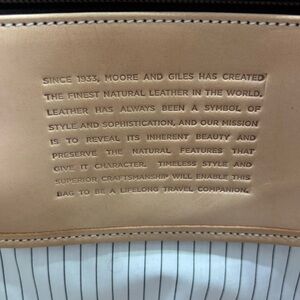 SINCE 1933, MOORE AND GILES HAS CREATED
THE FINEST NATURAL LEATHER IN THE WORLD.
LEATHER HAS ALWAYS BEEN A SYMBOL OF
STYLE AND SOPHISTICATION, AND OUR MISSION
IS TO REVEAL ITS INHERENT BEAUTY AND
PRESERVE THE NATURAL FEATURES THAT
GIVE IT CHARACTER. TIMELESS STYLE AND
SUPERIOR CRAFTSMANSHIP WILL ENABLE THIS
BAG TO BE A LIFELONG TRAVEL COMPANION.